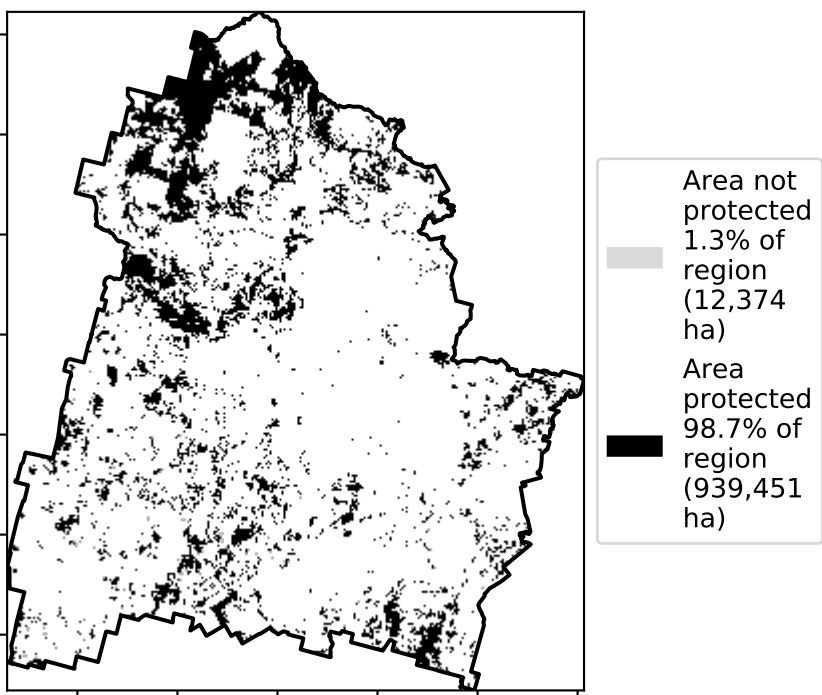 Area not
protected
1.3% of
region
(12,374
ha)
Area
protected
98.7% of
region
(939,451
ha)